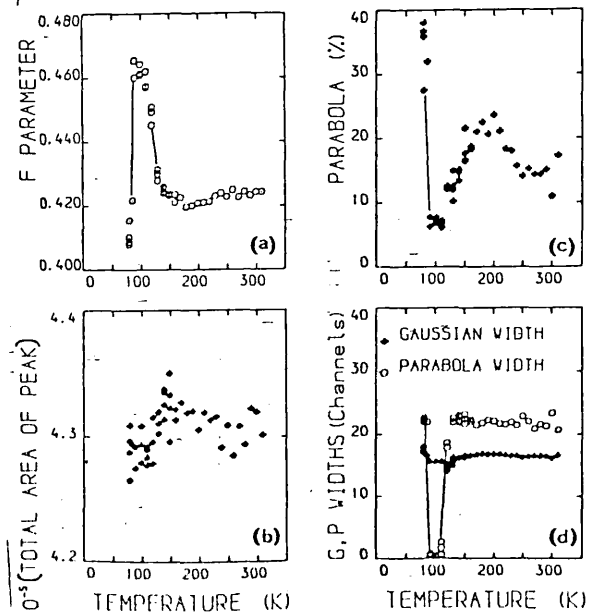 0.480
0.460
0.440
0.420
0.400
F PARAMETER
0 100 200 300
(a)
40
30
20
10
0
PARABOLA (%)
0 100 200 300
(c)
4.4
4.3
4.2
0⁻⁵(TOTAL AREA OF PEAK)
0 100 200 300
(b)
TEMPERATURE (K)
40
30
20
10
0
G,P WIDTHS(Channels)
GAUSSIAN WIDTH
PARABOLA WIDTH
0 100 200 300
(d)
TEMPERATURE (K)